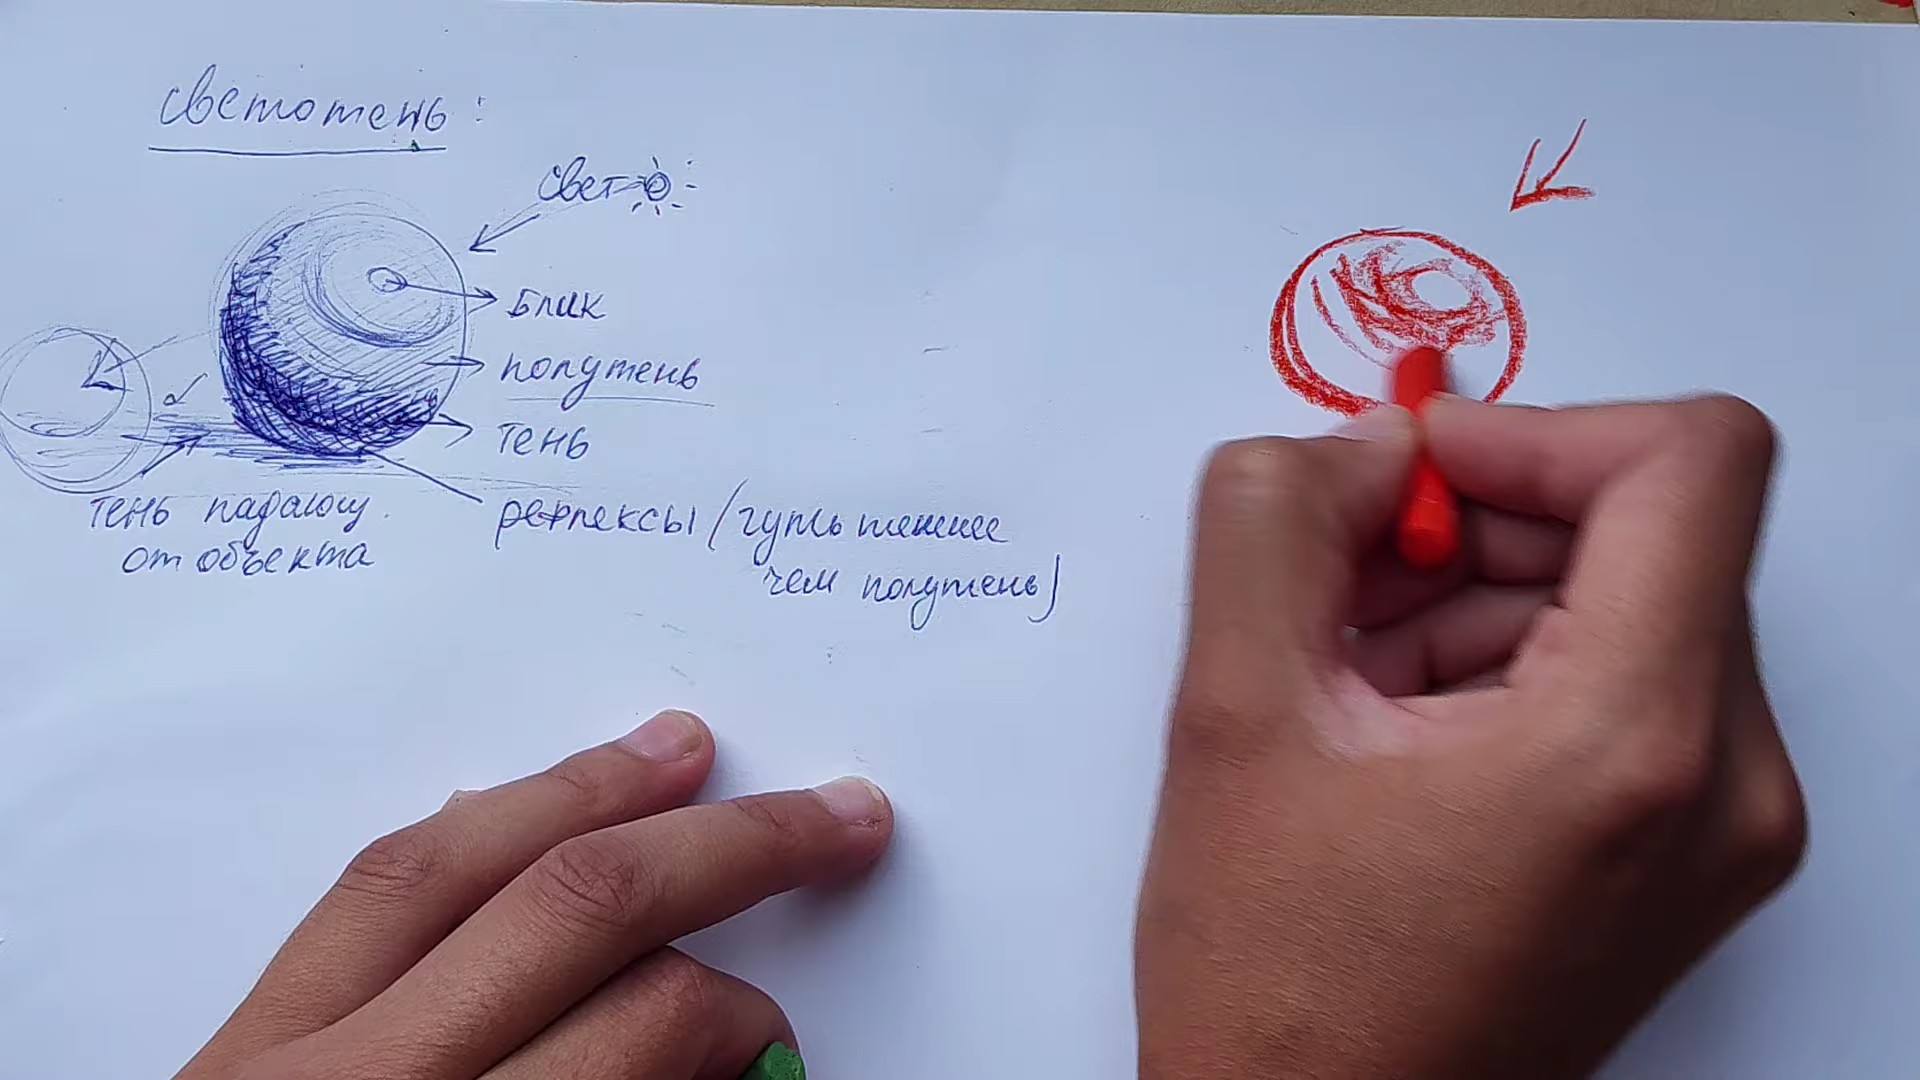 Светотень:
свет
блик
полутень
тень
рефлексы (чуть темнее
чем полутень)
тень падающ.
от объекта